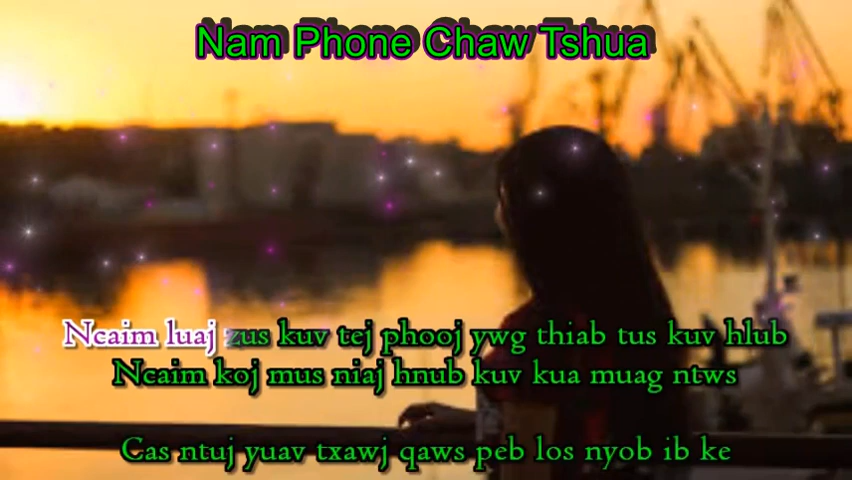 Nam Phone Chaw Tshua
Ncaim luaj zus kuv tej phooj ywg thiab tus kuv hlub
Ncaim koj mus niaj hnub kuv kua muag ntws
Cas ntuj yuav txawj qaws peb los nyob ib ke